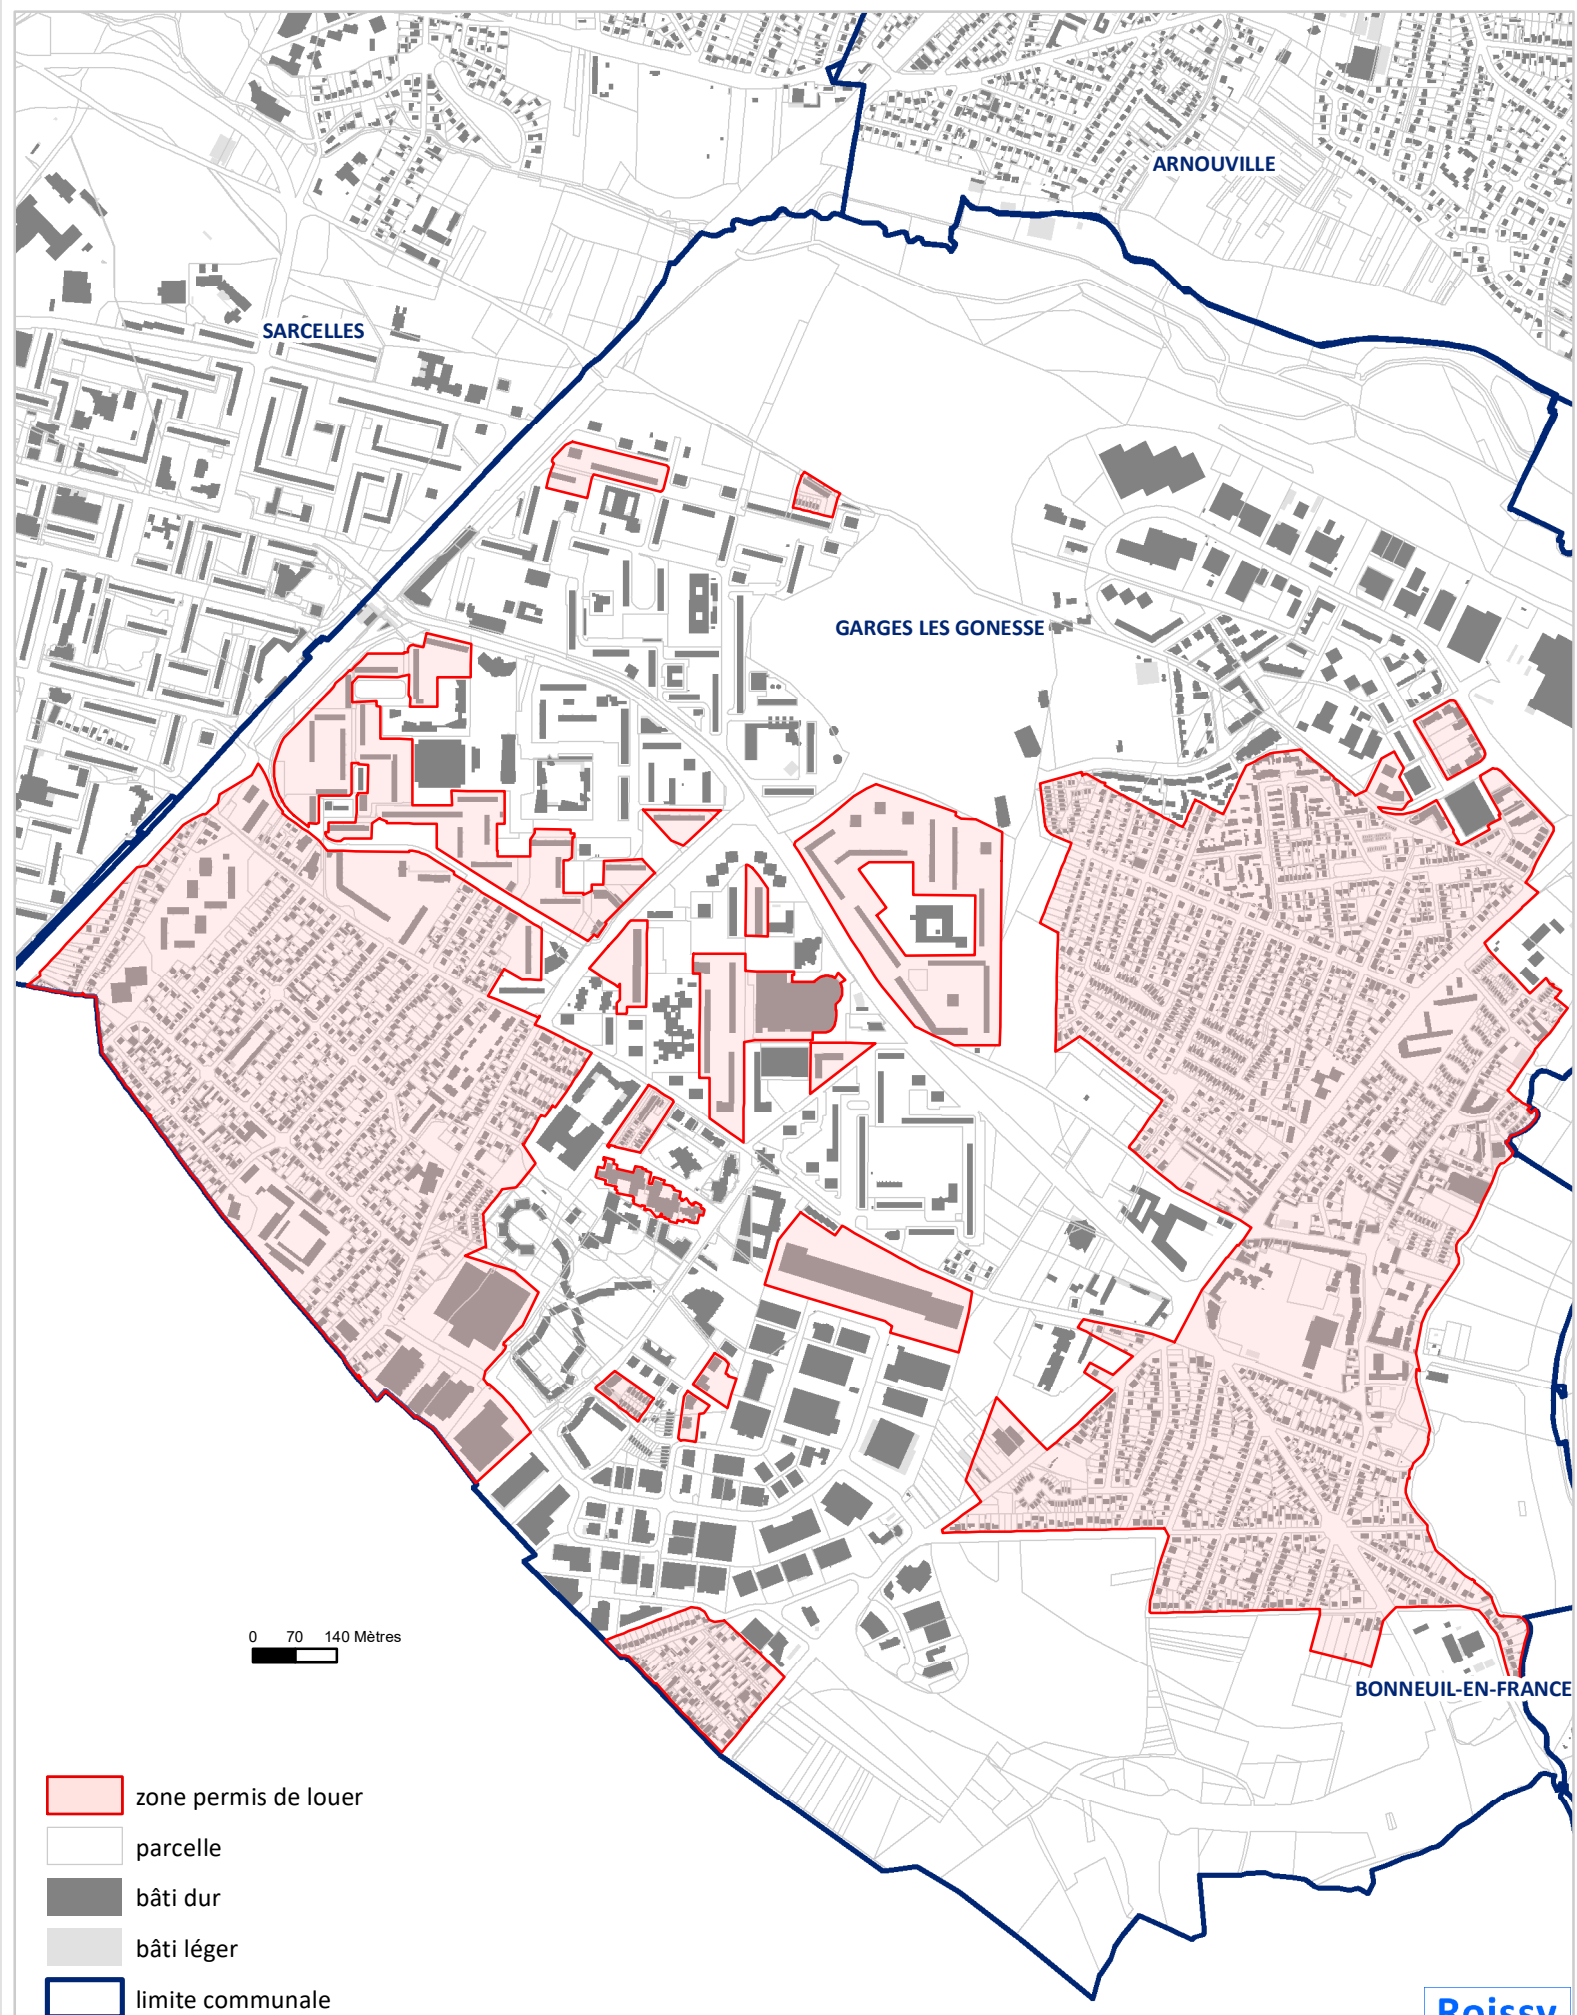 ARNOUVILLE
SARCELLES
GARGES LES GONESSE
0 70 140 Mètres
BONNEUIL-EN-FRANCE
zone permis de louer
parcelle
bâti dur
bâti léger
limite communale
Roissy